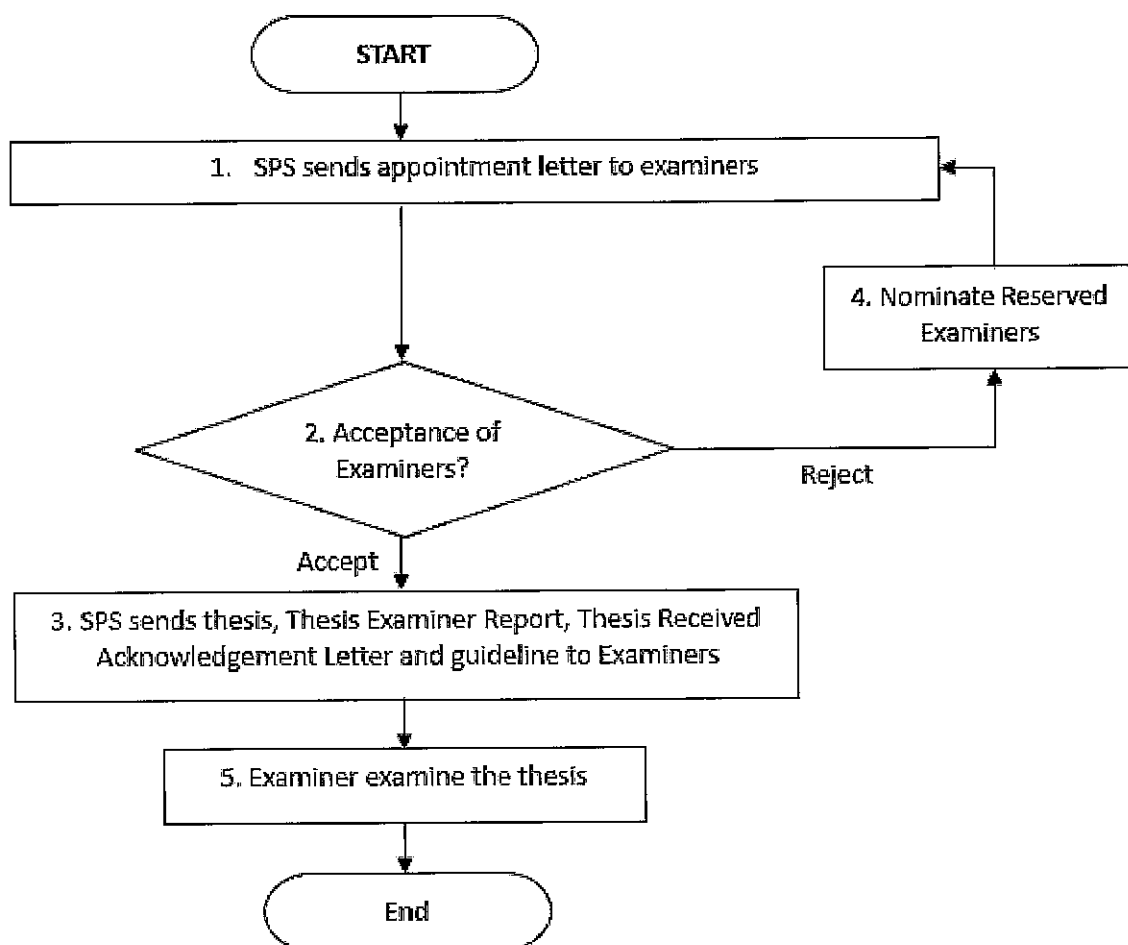 START
1. SPS sends appointment letter to examiners
4. Nominate Reserved
Examiners
2. Acceptance of
Examiners?
Reject
Accept
3. SPS sends thesis, Thesis Examiner Report, Thesis Received
Acknowledgement Letter and guideline to Examiners
5. Examiner examine the thesis
End